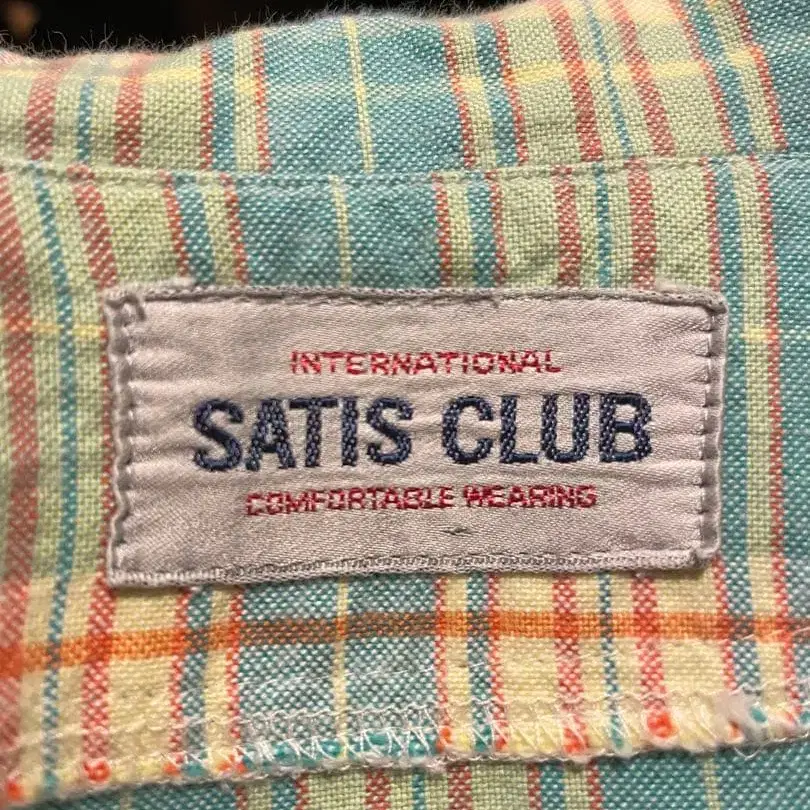 INTERNATIONAL
SATIS CLUB
COMFORTABLE WEARING